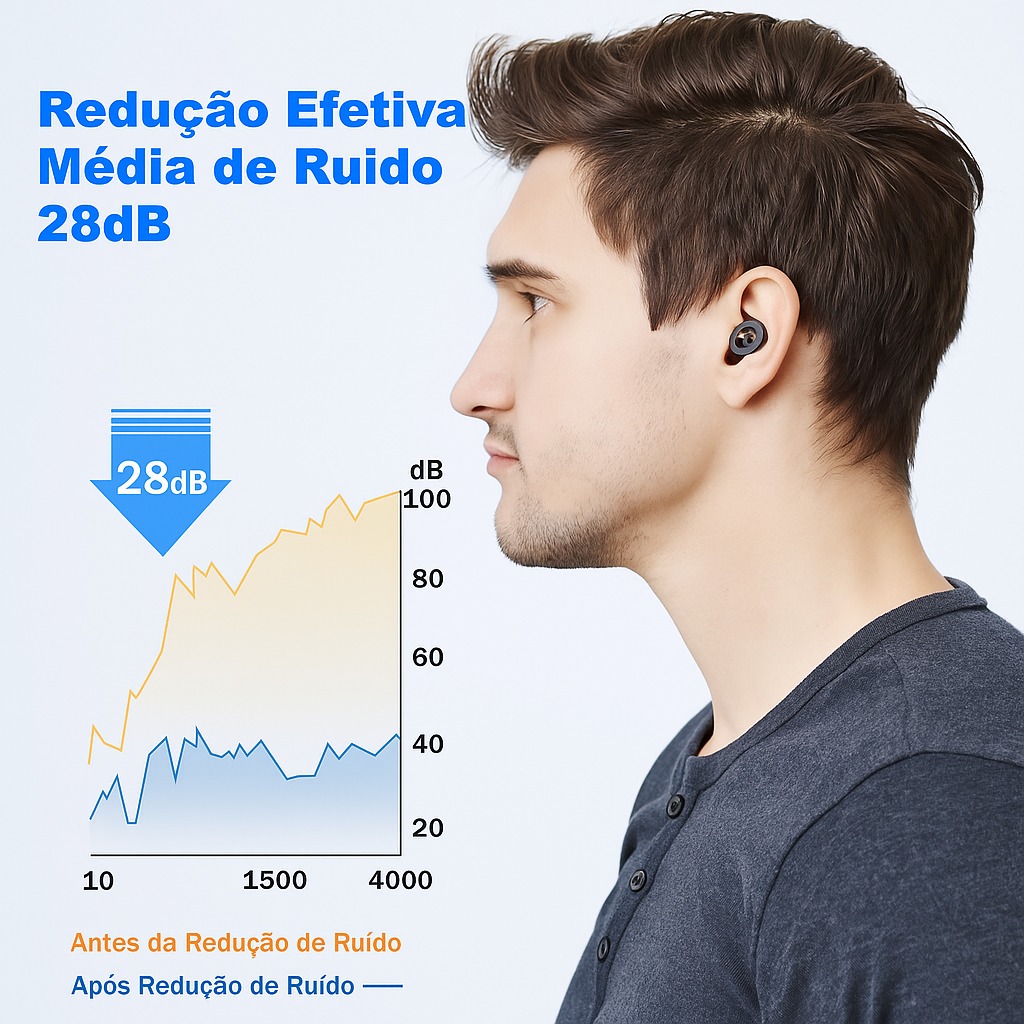 Redução Efetiva
Média de Ruido
28dB
28dB
dB
100
80
60
40
20
10 1500 4000
Antes da Redução de Ruído
Após Redução de Ruído